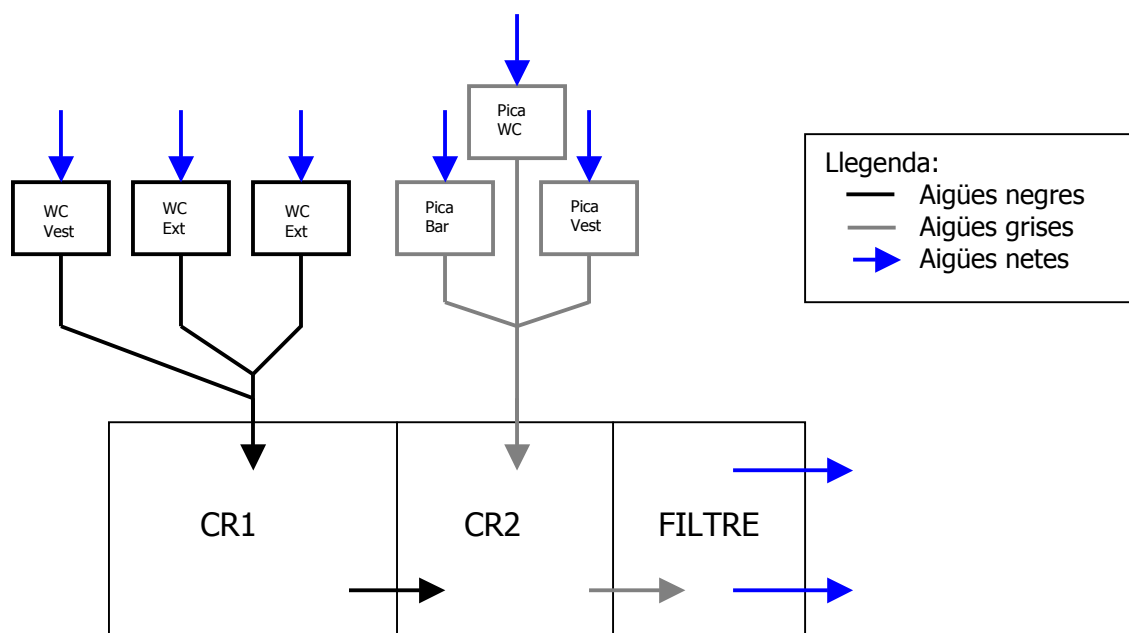 Pica
WC
WC
Vest
WC
Ext
WC
Ext
Pica
Bar
Pica
Vest
Llegenda:
Aigües negres
Aigües grises
Aigües netes
CR1
CR2
FILTRE